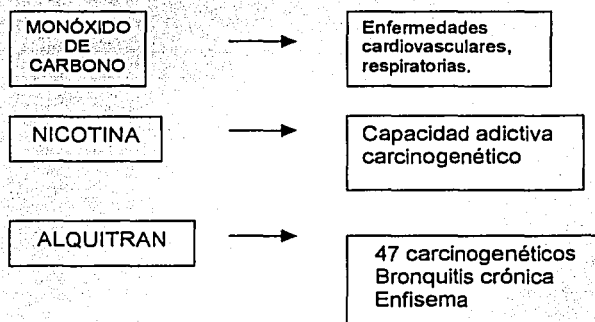 MONÓXIDO
DE
CARBONO
Enfermedades
cardiovasculares,
respiratorias.
NICOTINA
Capacidad adictiva
carcinogenético
ALQUITRAN
47 carcinogenéticos
Bronquitis crónica
Enfisema